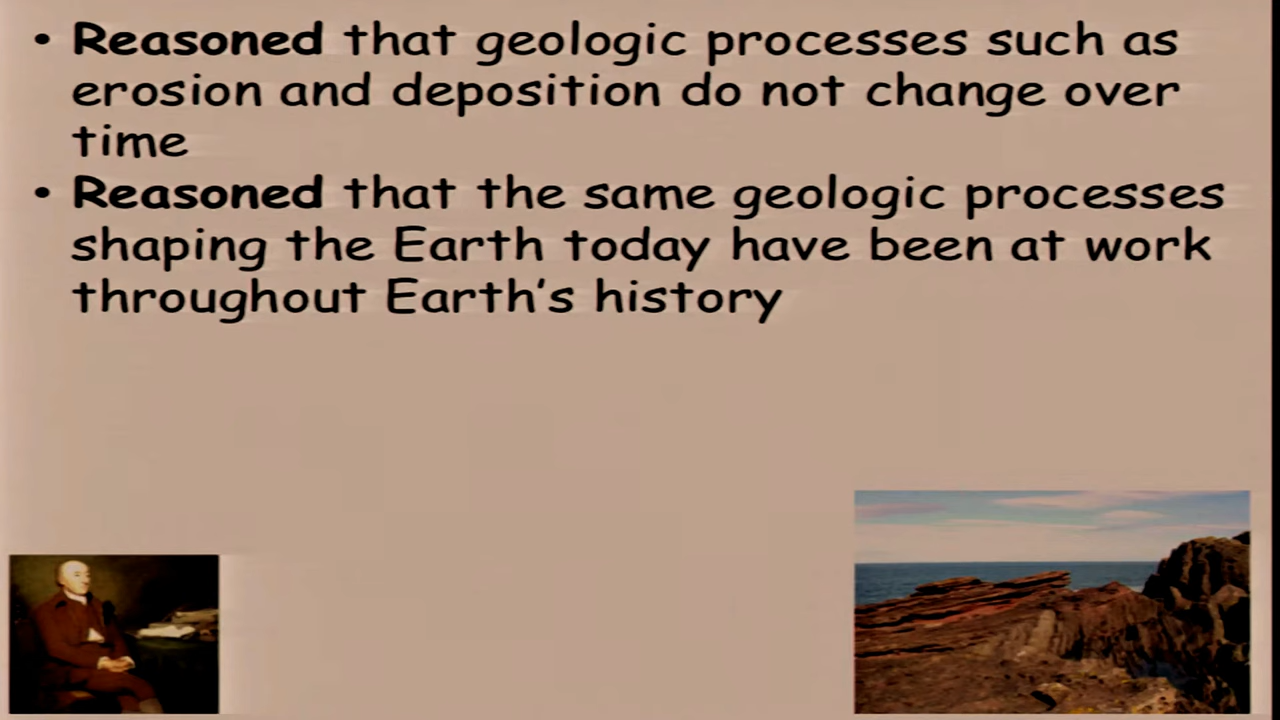 • Reasoned that geologic processes such as
erosion and deposition do not change over
time
• Reasoned that the same geologic processes
shaping the Earth today have been at work
throughout Earth's history